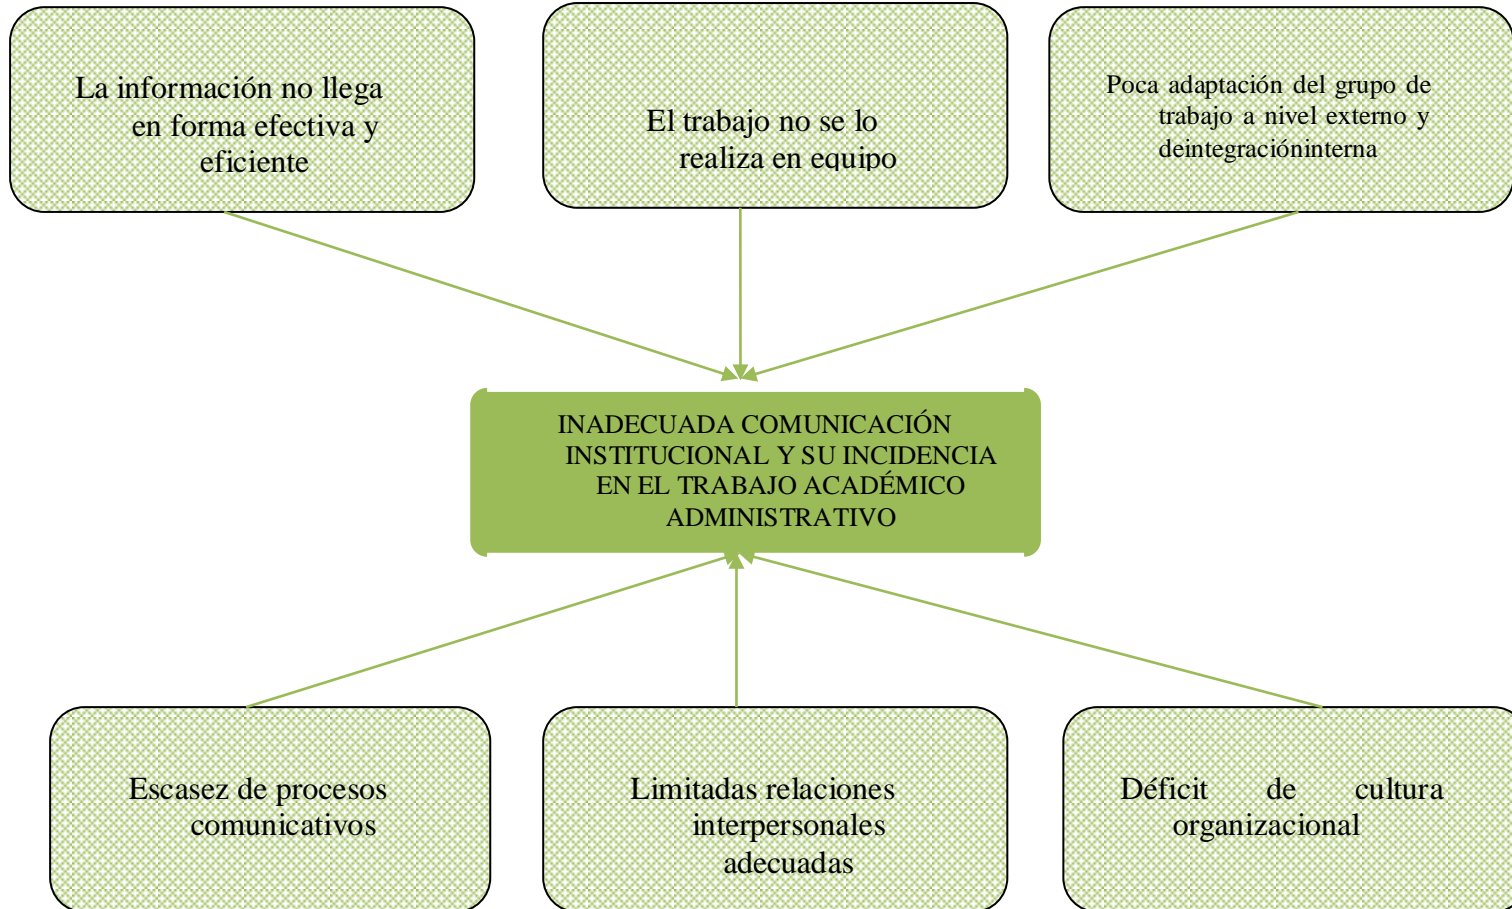 La información no llega
en forma efectiva y
eficiente
El trabajo no se lo
realiza en equipo
Poca adaptación del grupo de
trabajo a nivel externo y
deintegracióninterna
INADECUADA COMUNICACIÓN
INSTITUCIONAL Y SU INCIDENCIA
EN EL TRABAJO ACADÉMICO
ADMINISTRATIVO
Escasez de procesos
comunicativos
Limitadas relaciones
interpersonales
adecuadas
Déficit de cultura
organizacional